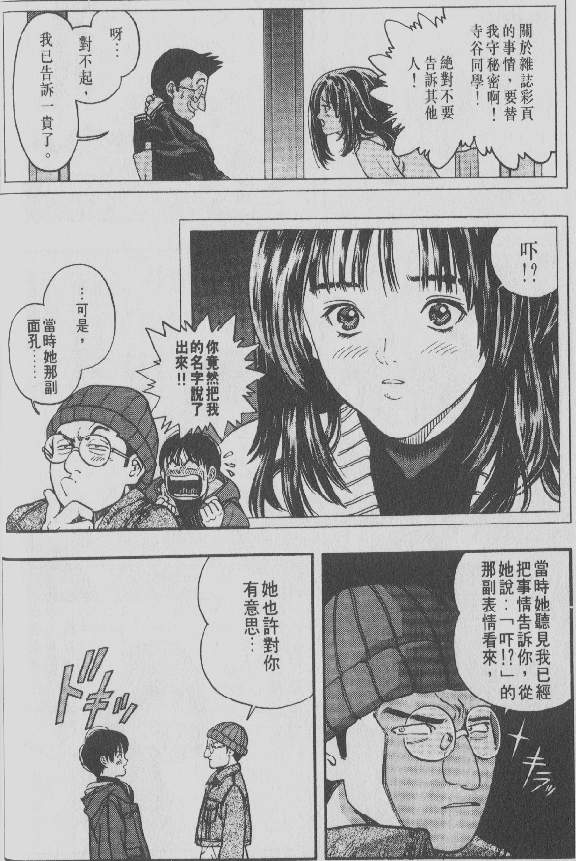 關於雜誌彩頁
的事情，要替
我守秘密啊！
寺谷同學！
絕對不要
告訴其他
人！
呀…
對不起，
我已告訴一貴了。
吓!?
你竟然把我
的名字說了
出來!!
…可是，
當時她那副
面孔……
當時她聽見我已經
把事情告訴你，從
她說：「吓!?」的
那副表情看來，
キラッ
她也許對你
有意思…
ドキッ